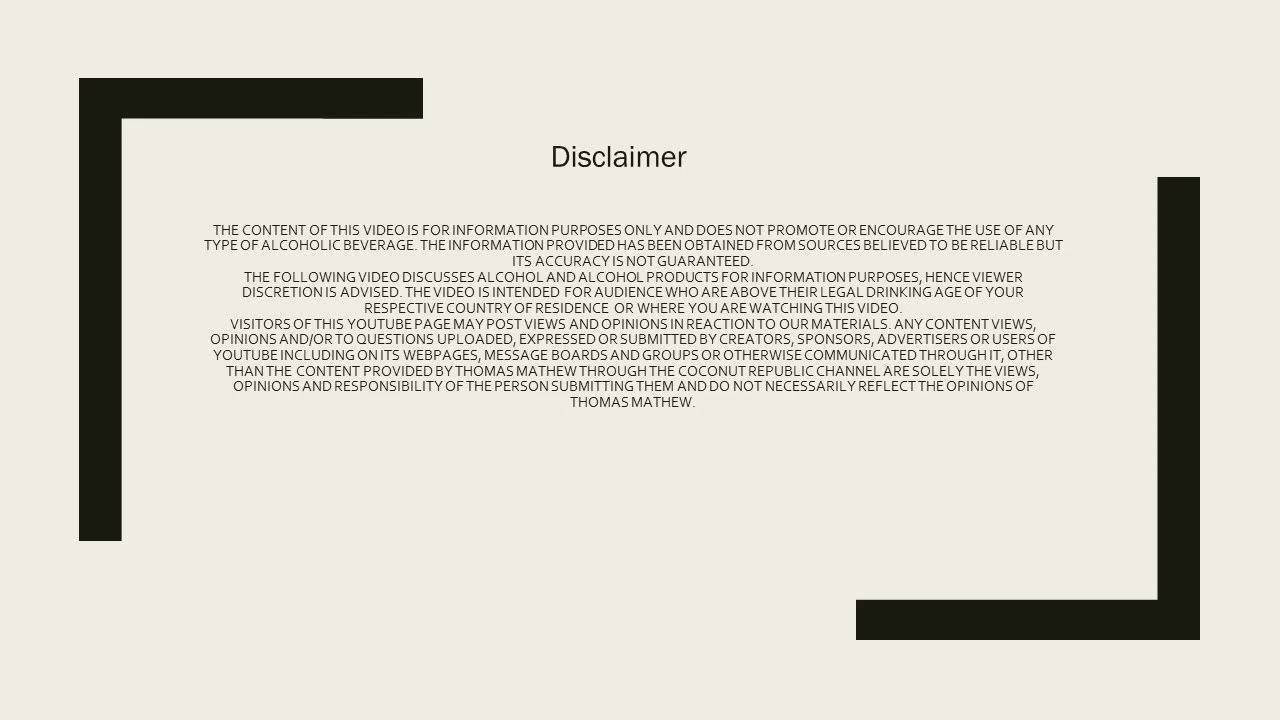 Disclaimer
THE CONTENT OF THIS VIDEO IS FOR INFORMATION PURPOSES ONLY AND DOES NOT PROMOTE OR ENCOURAGE THE USE OF ANY
TYPE OF ALCOHOLIC BEVERAGE. THE INFORMATION PROVIDED HAS BEEN OBTAINED FROM SOURCES BELIEVED TO BE RELIABLE BUT
ITS ACCURACY IS NOT GUARANTEED.
THE FOLLOWING VIDEO DISCUSSES ALCOHOL AND ALCOHOL PRODUCTS FOR INFORMATION PURPOSES, HENCE VIEWER
DISCRETION IS ADVISED. THE VIDEO IS INTENDED FOR AUDIENCE WHO ARE ABOVE THEIR LEGAL DRINKING AGE OF YOUR
RESPECTIVE COUNTRY OF RESIDENCE OR WHERE YOU ARE WATCHING THIS VIDEO.
VISITORS OF THIS YOUTUBE PAGE MAY POST VIEWS AND OPINIONS IN REACTION TO OUR MATERIALS. ANY CONTENT VIEWS,
OPINIONS AND/OR TO QUESTIONS UPLOADED, EXPRESSED OR SUBMITTED BY CREATORS, SPONSORS, ADVERTISERS OR USERS OF
YOUTUBE INCLUDING ON ITS WEBPAGES, MESSAGE BOARDS AND GROUPS OR OTHERWISE COMMUNICATED THROUGH IT, OTHER
THAN THE CONTENT PROVIDED BY THOMAS MATHEW THROUGH THE COCONUT REPUBLIC CHANNEL ARE SOLELY THE VIEWS,
OPINIONS AND RESPONSIBILITY OF THE PERSON SUBMITTING THEM AND DO NOT NECESSARILY REFLECT THE OPINIONS OF
THOMAS MATHEW.